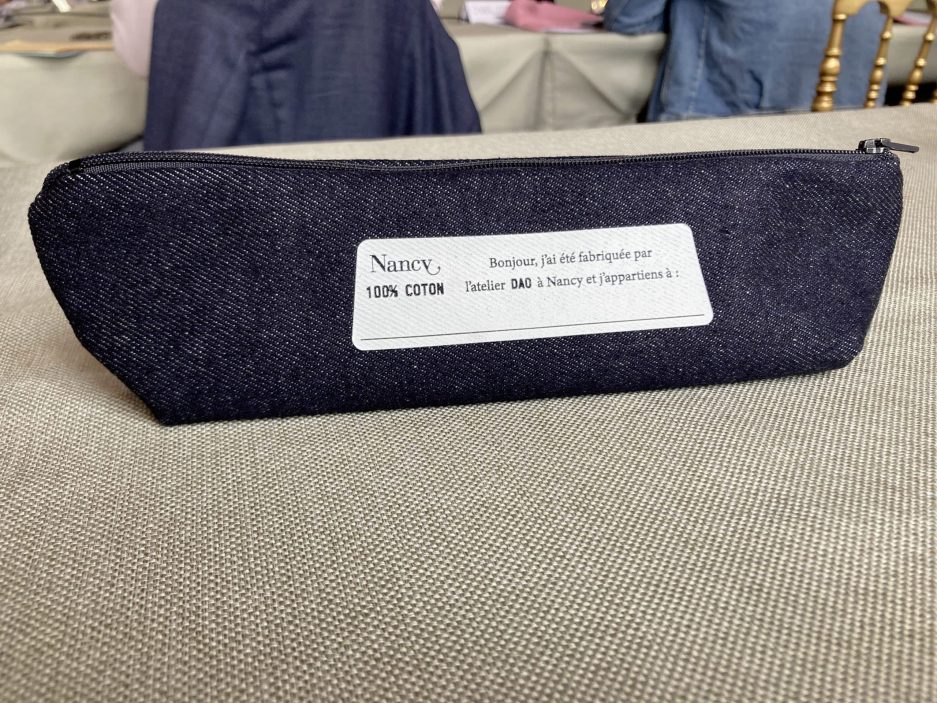 Nancy
100% COTON
Bonjour, j'ai été fabriquée par
l'atelier DAO à Nancy et j'appartiens à :